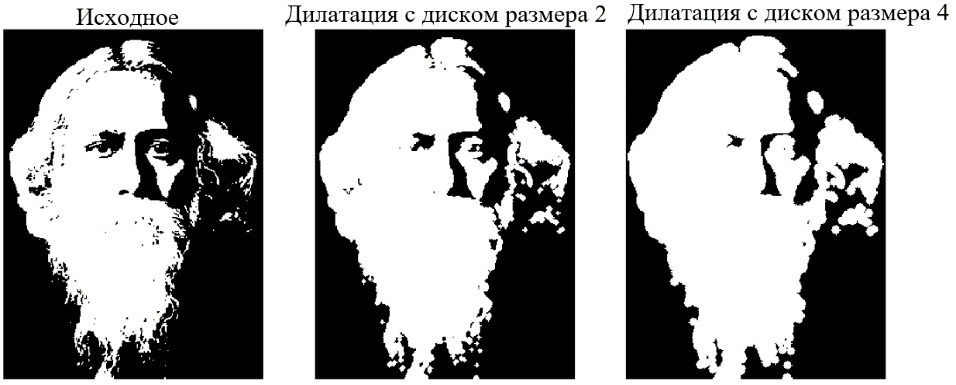 Исходное
Дилатация с диском размера 2
Дилатация с диском размера 4